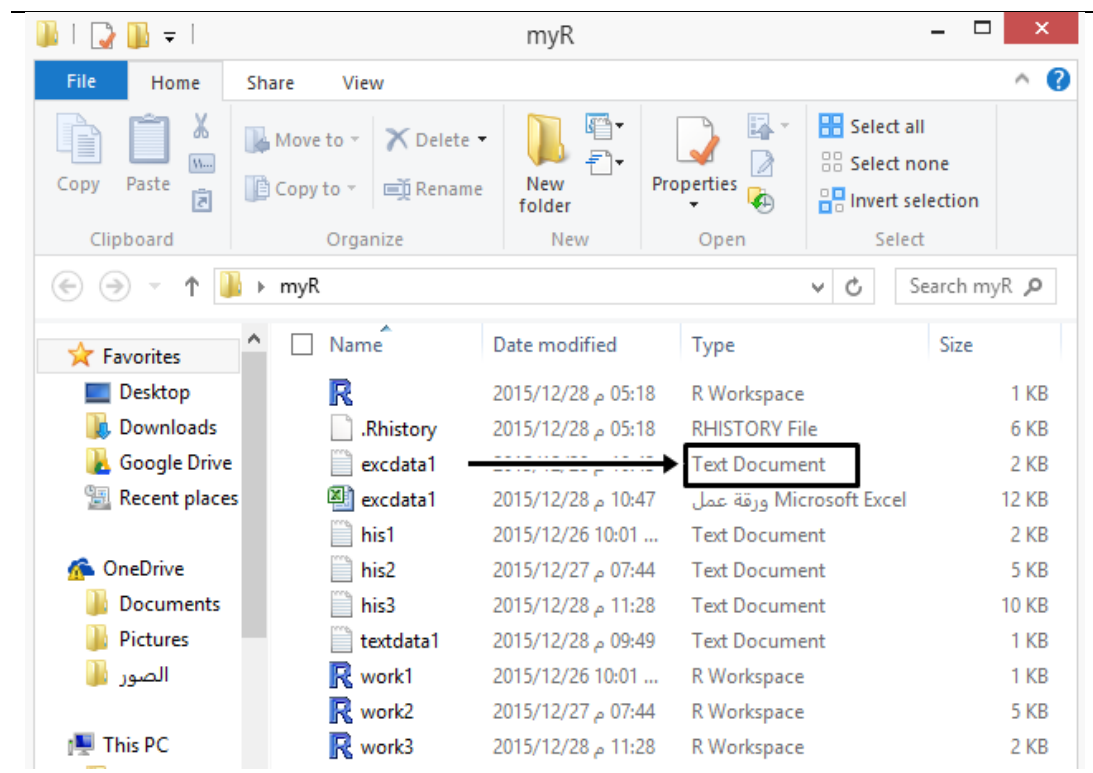 myR
File Home Share View
Copy Paste Move to Copy to Delete Rename New folder Properties Select all Select none Invert selection
Clipboard Organize New Open Select
myR Search myR
Name Date modified Type Size
Favorites
Desktop 2015/12/28 م 05:18 R Workspace 1 KB
Downloads .Rhistory 2015/12/28 م 05:18 RHISTORY File 6 KB
Google Drive excdata1 Text Document 2 KB
Recent places excdata1 2015/12/28 م 10:47 ورقة عمل Microsoft Excel 12 KB
his1 2015/12/26 10:01 ... Text Document 2 KB
OneDrive his2 2015/12/27 م 07:44 Text Document 5 KB
Documents his3 2015/12/28 م 11:28 Text Document 10 KB
Pictures textdata1 2015/12/28 م 09:49 Text Document 1 KB
الصور work1 2015/12/26 10:01 ... R Workspace 1 KB
work2 2015/12/27 م 07:44 R Workspace 5 KB
This PC work3 2015/12/28 م 11:28 R Workspace 2 KB